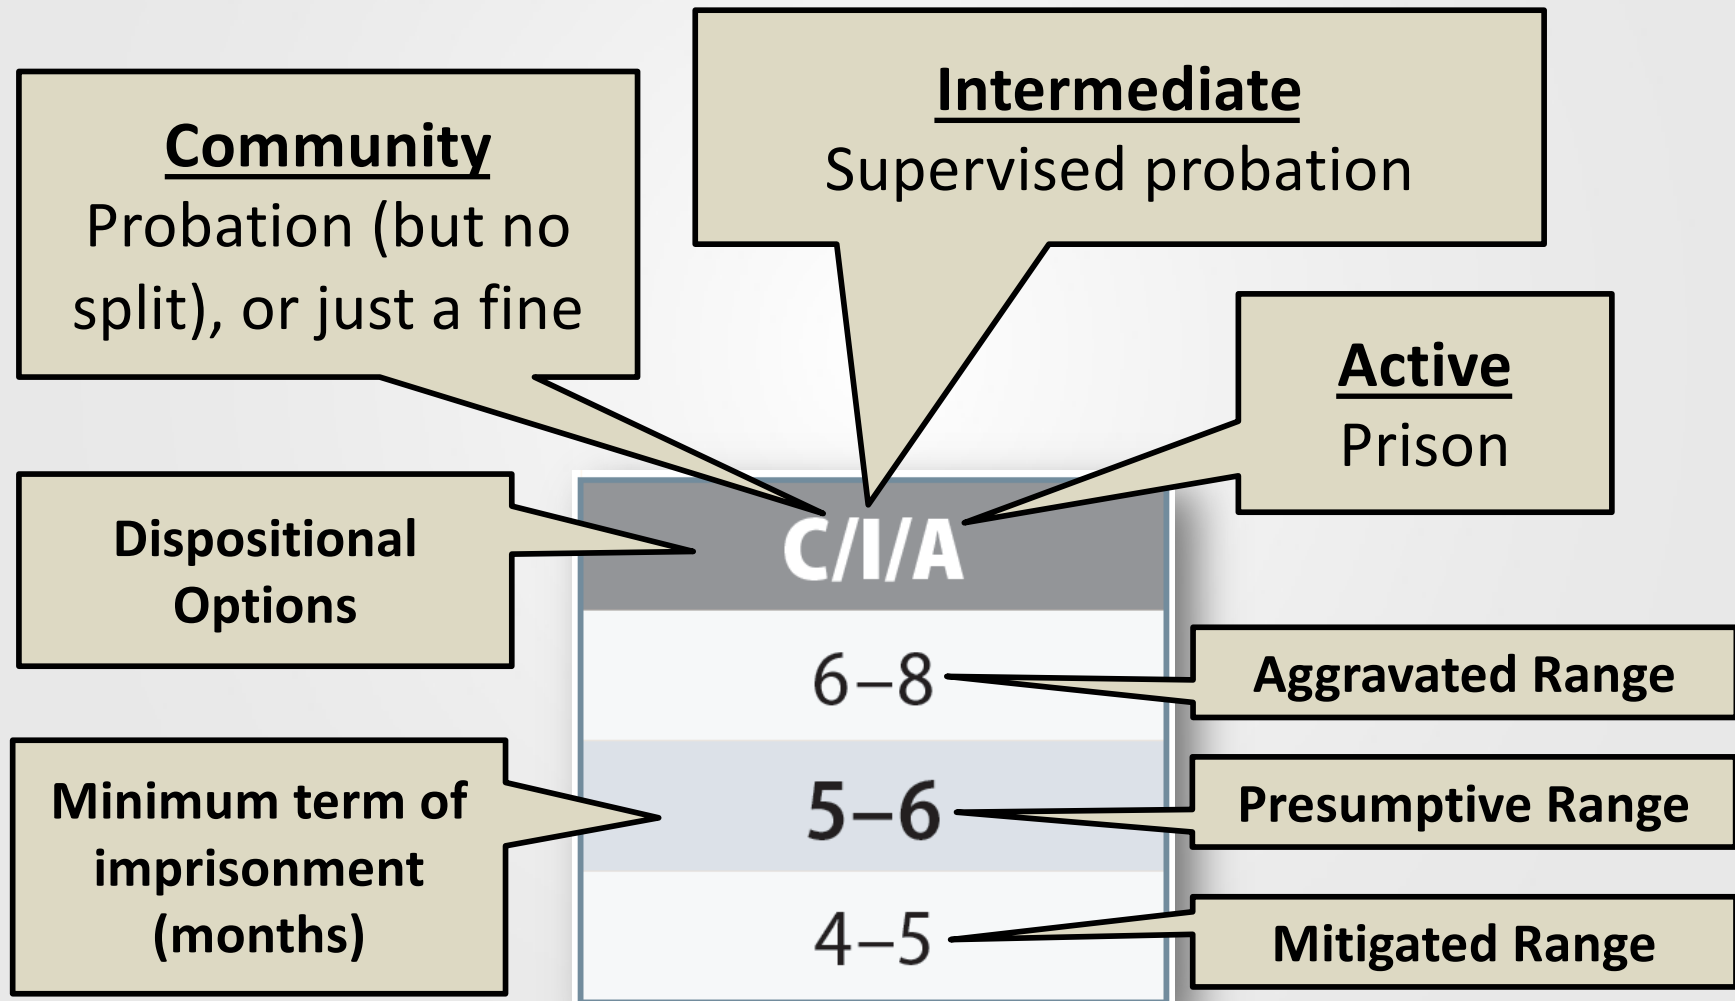 Community
Probation (but no
split), or just a fine
Intermediate
Supervised probation
Active
Prison
Dispositional
Options
C/I/A
6–8
Aggravated Range
Minimum term of
imprisonment
(months)
5–6
Presumptive Range
4–5
Mitigated Range